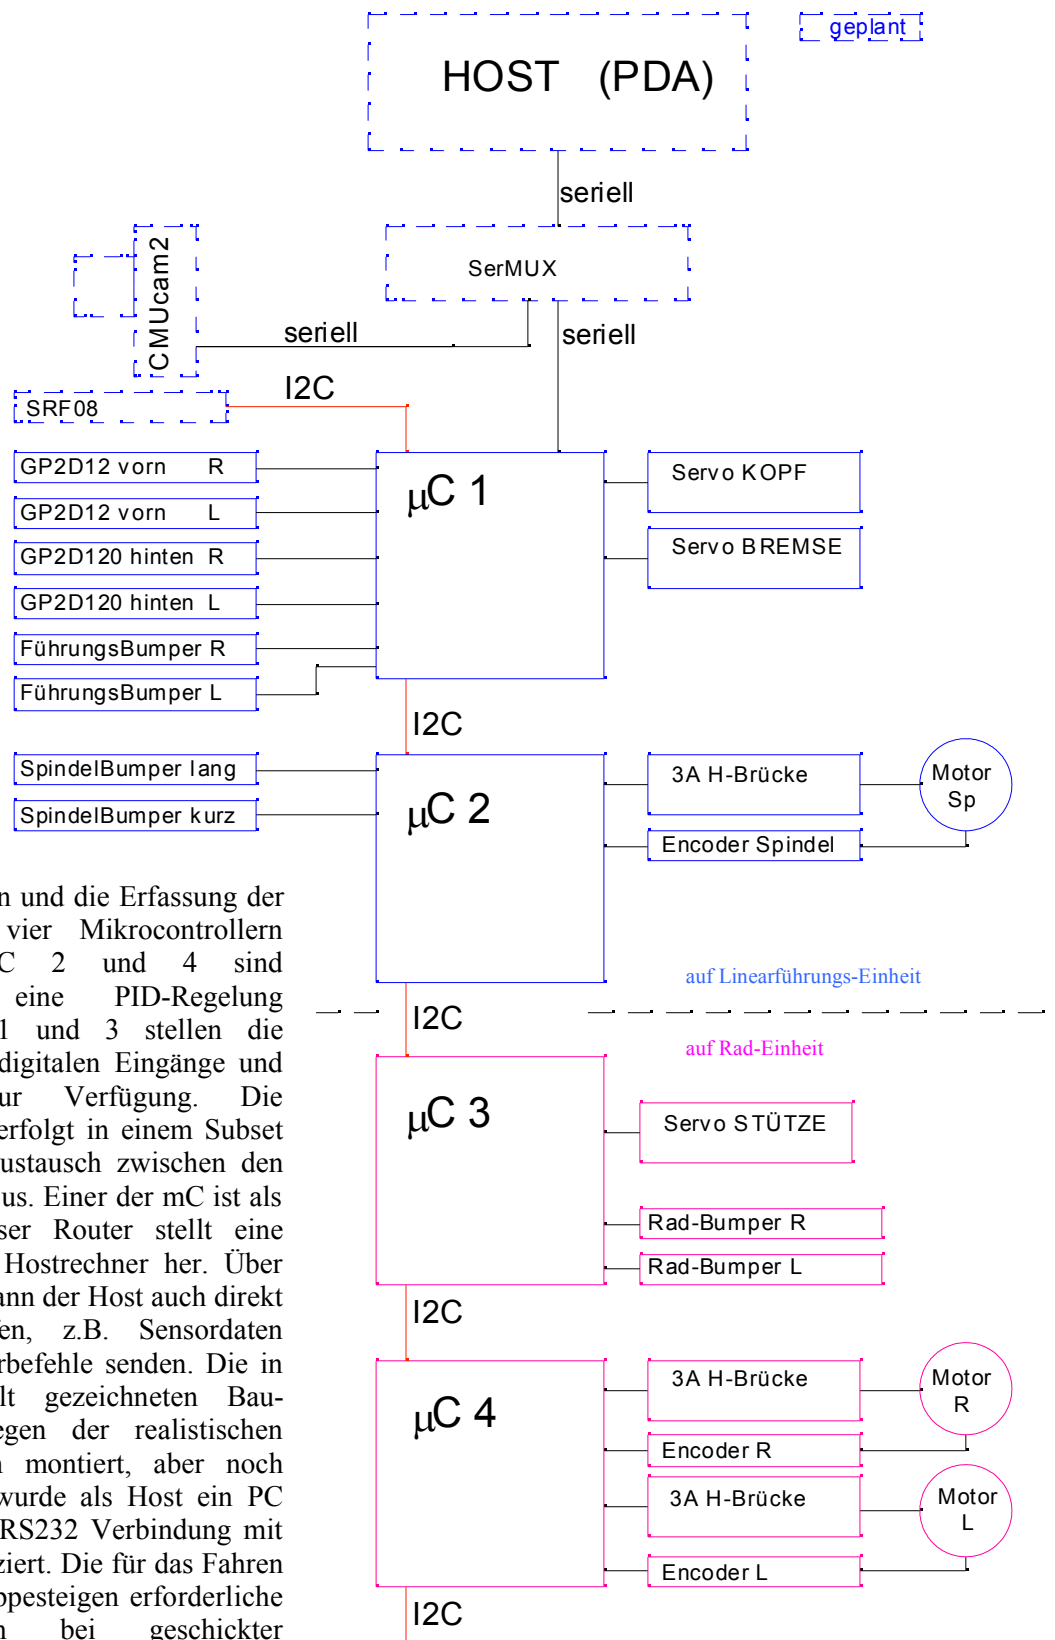 geplant
HOST (PDA)
seriell
SerMUX
CMUcam2
seriell
seriell
I2C
SRF08
GP2D12 vorn R
GP2D12 vorn L
GP2D120 hinten R
GP2D120 hinten L
FührungsBumper R
FührungsBumper L
µC 1
Servo KOPF
Servo BREMSE
I2C
SpindelBumper lang
SpindelBumper kurz
µC 2
3A H-Brücke
Encoder Spindel
Motor
Sp
auf Linearführungs-Einheit
I2C
auf Rad-Einheit
µC 3
Servo STÜTZE
Rad-Bumper R
Rad-Bumper L
I2C
µC 4
3A H-Brücke
Encoder R
Motor
R
3A H-Brücke
Encoder L
Motor
L
I2C
n und die Erfassung der
vier Mikrocontrollern
C 2 und 4 sind
eine PID-Regelung
1 und 3 stellen die
digitalen Eingänge und
ur Verfügung. Die
erfolgt in einem Subset
ustausch zwischen den
us. Einer der mC ist als
ser Router stellt eine
Hostrechner her. Über
ann der Host auch direkt
fen, z.B. Sensordaten
rbefehle senden. Die in
lt gezeichneten Bau-
egen der realistischen
n montiert, aber noch
wurde als Host ein PC
RS232 Verbindung mit
ziert. Die für das Fahren
ppesteigen erforderliche
n bei geschickter